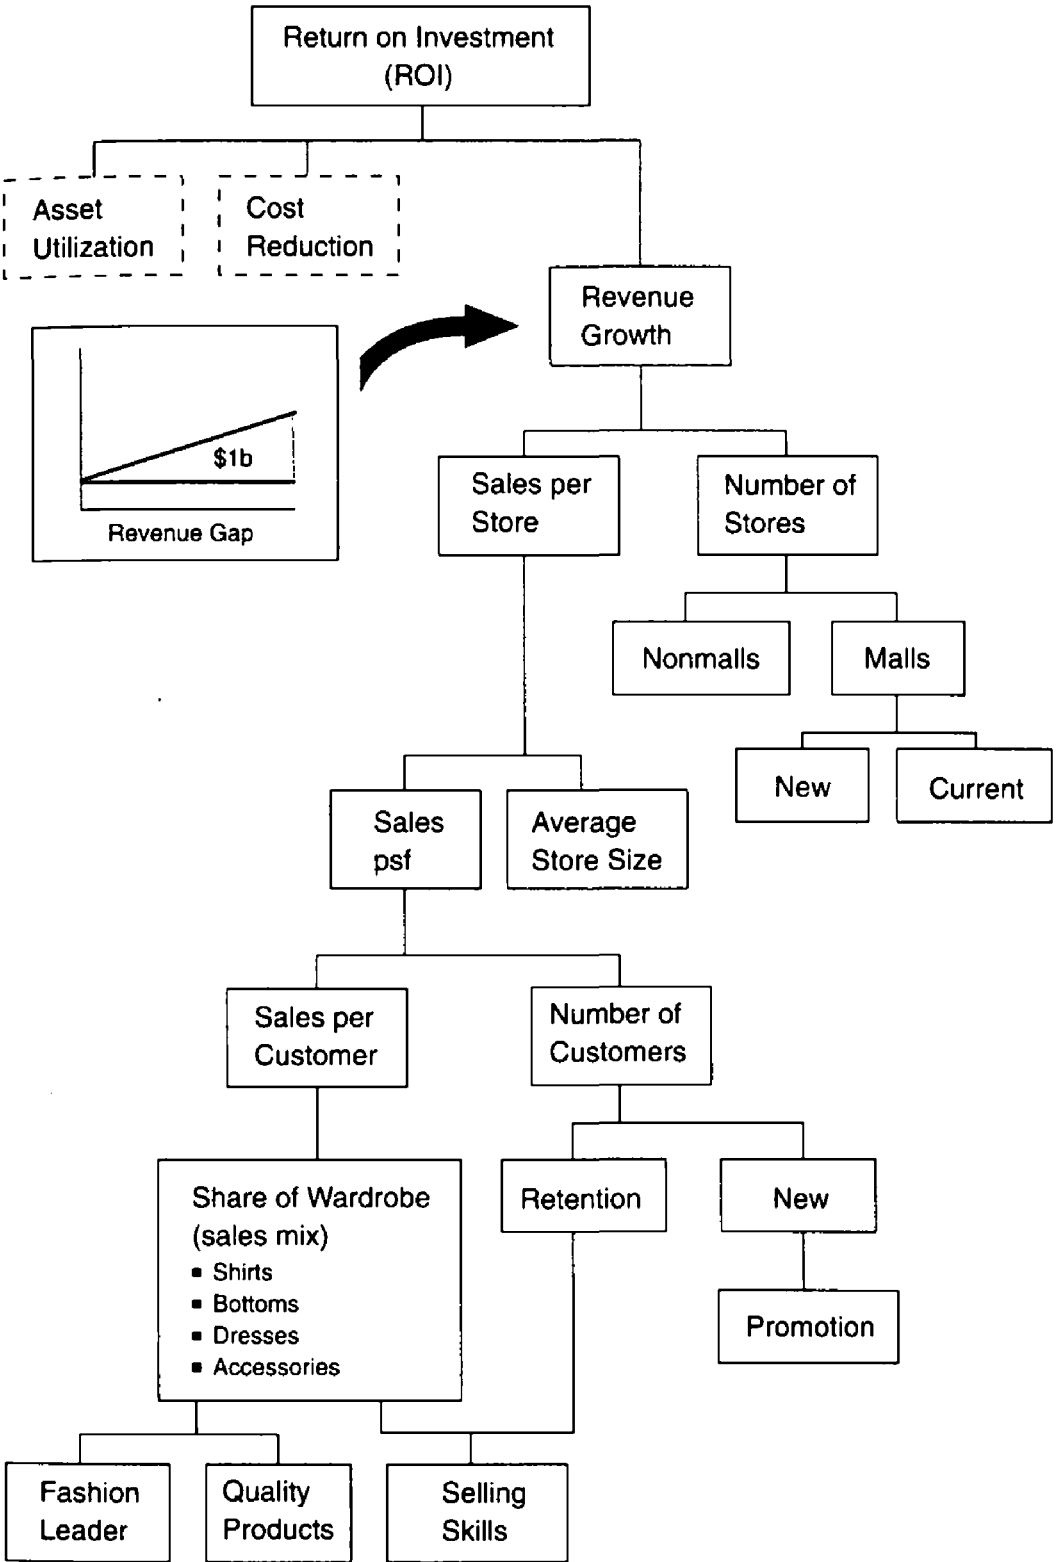 Return on Investment
(ROI)
Asset
Utilization
Cost
Reduction
Revenue
Growth
$1b
Revenue Gap
Sales per
Store
Number of
Stores
Nonmalls
Malls
New
Current
Sales
psf
Average
Store Size
Sales per
Customer
Number of
Customers
Share of Wardrobe
(sales mix)
▪ Shirts
▪ Bottoms
▪ Dresses
▪ Accessories
Retention
New
Promotion
Fashion
Leader
Quality
Products
Selling
Skills